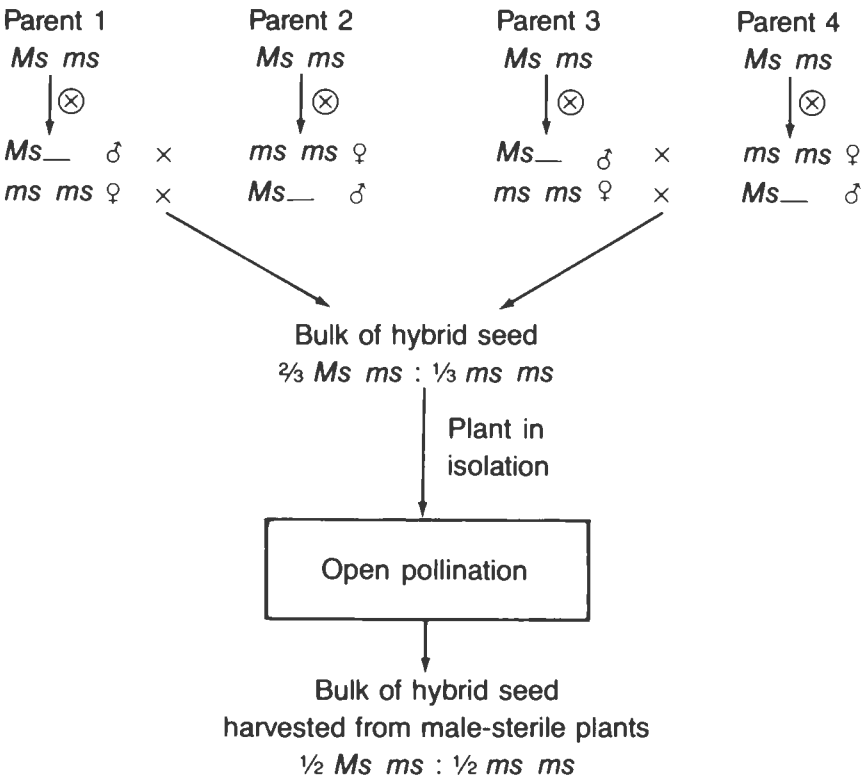 Parent 1 Parent 2 Parent 3 Parent 4
Ms ms Ms ms Ms ms Ms ms
⊗ ⊗ ⊗ ⊗
Ms__ ♂ × ms ms ♀ Ms__ ♂ × ms ms ♀
ms ms ♀ × Ms__ ♂ ms ms ♀ × Ms__ ♂
Bulk of hybrid seed
⅔ Ms ms : ⅓ ms ms
Plant in
isolation
Open pollination
Bulk of hybrid seed
harvested from male-sterile plants
½ Ms ms : ½ ms ms